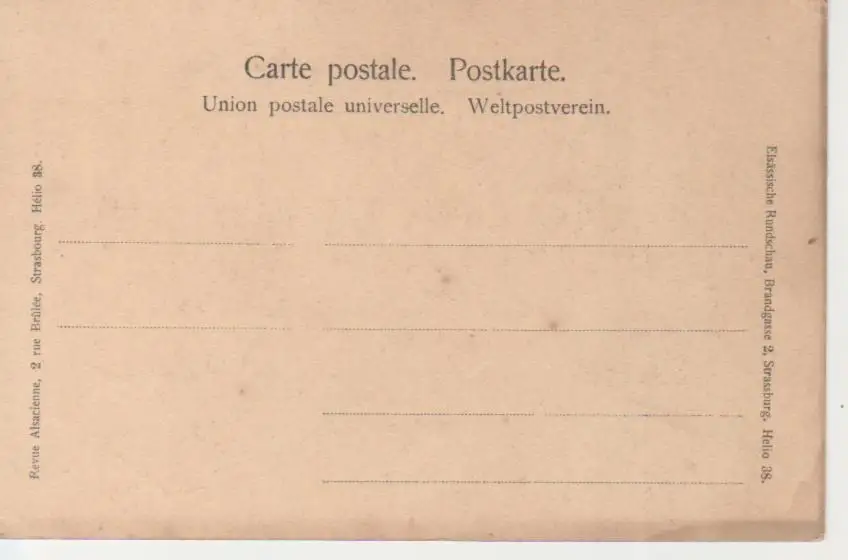 Carte postale. Postkarte.
Union postale universelle. Weltpostverein.
Revue Alsacienne, 2 rue Brûlée, Strasbourg. Hélio 38.
Elsässische Rundschau, Brandgasse 2, Strassburg. Helio 38.